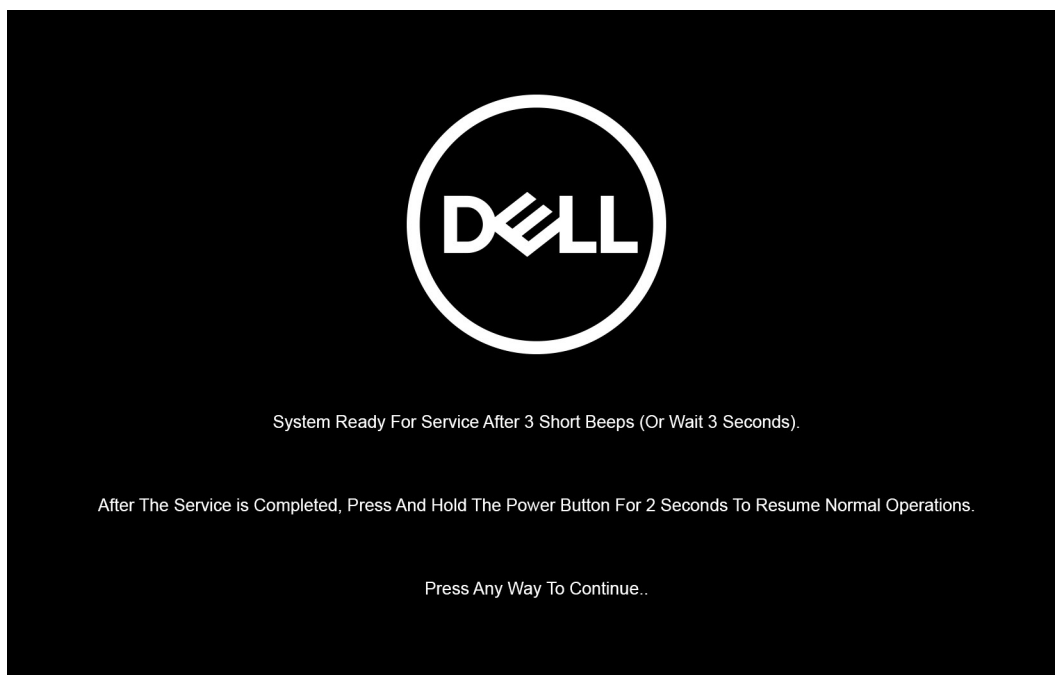 DELL
System Ready For Service After 3 Short Beeps (Or Wait 3 Seconds).
After The Service is Completed, Press And Hold The Power Button For 2 Seconds To Resume Normal Operations.
Press Any Way To Continue..